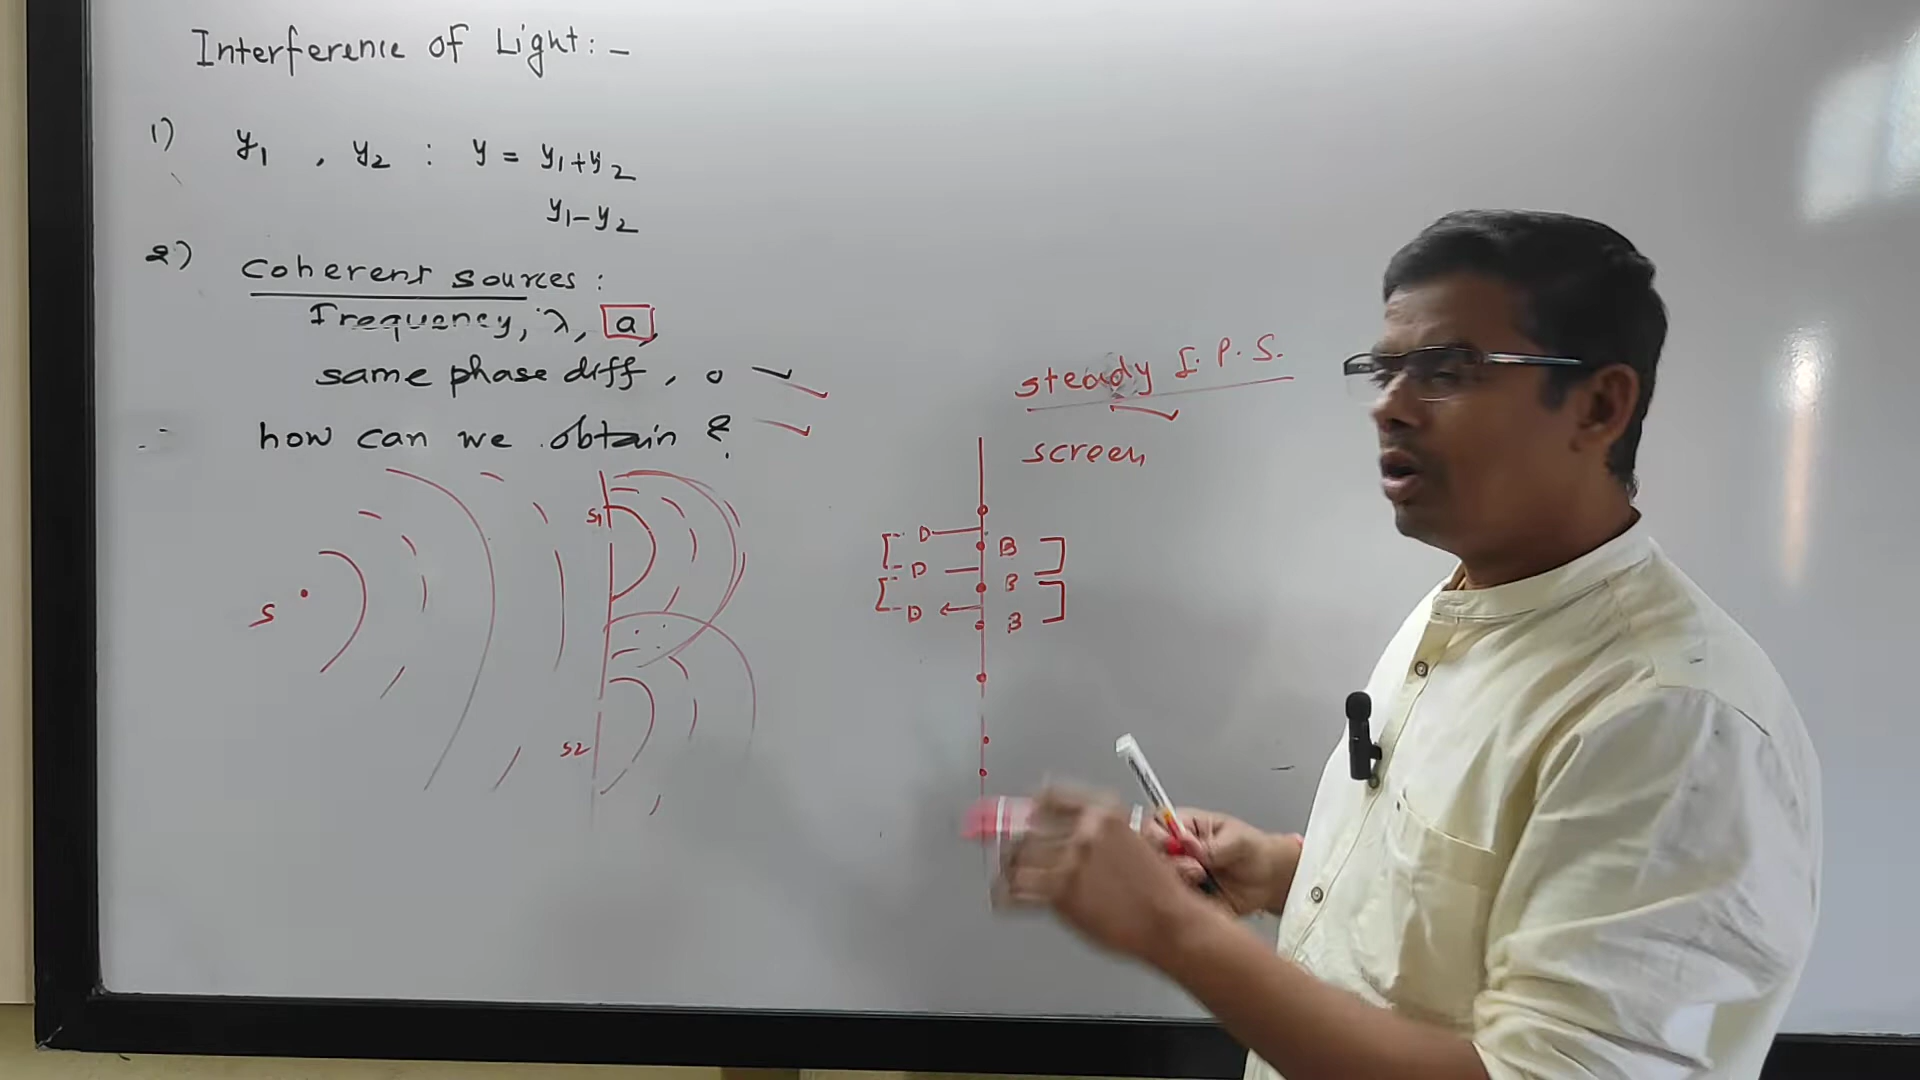 Interference of Light:-
1) y1 , y2 : y = y1+y2
y1-y2
2) Coherent sources :
Frequency, λ, a,
same phase diff, 0
how can we obtain ?
steady I. P. S.
screen
S1
D
B
D
B
S
D
B
S2